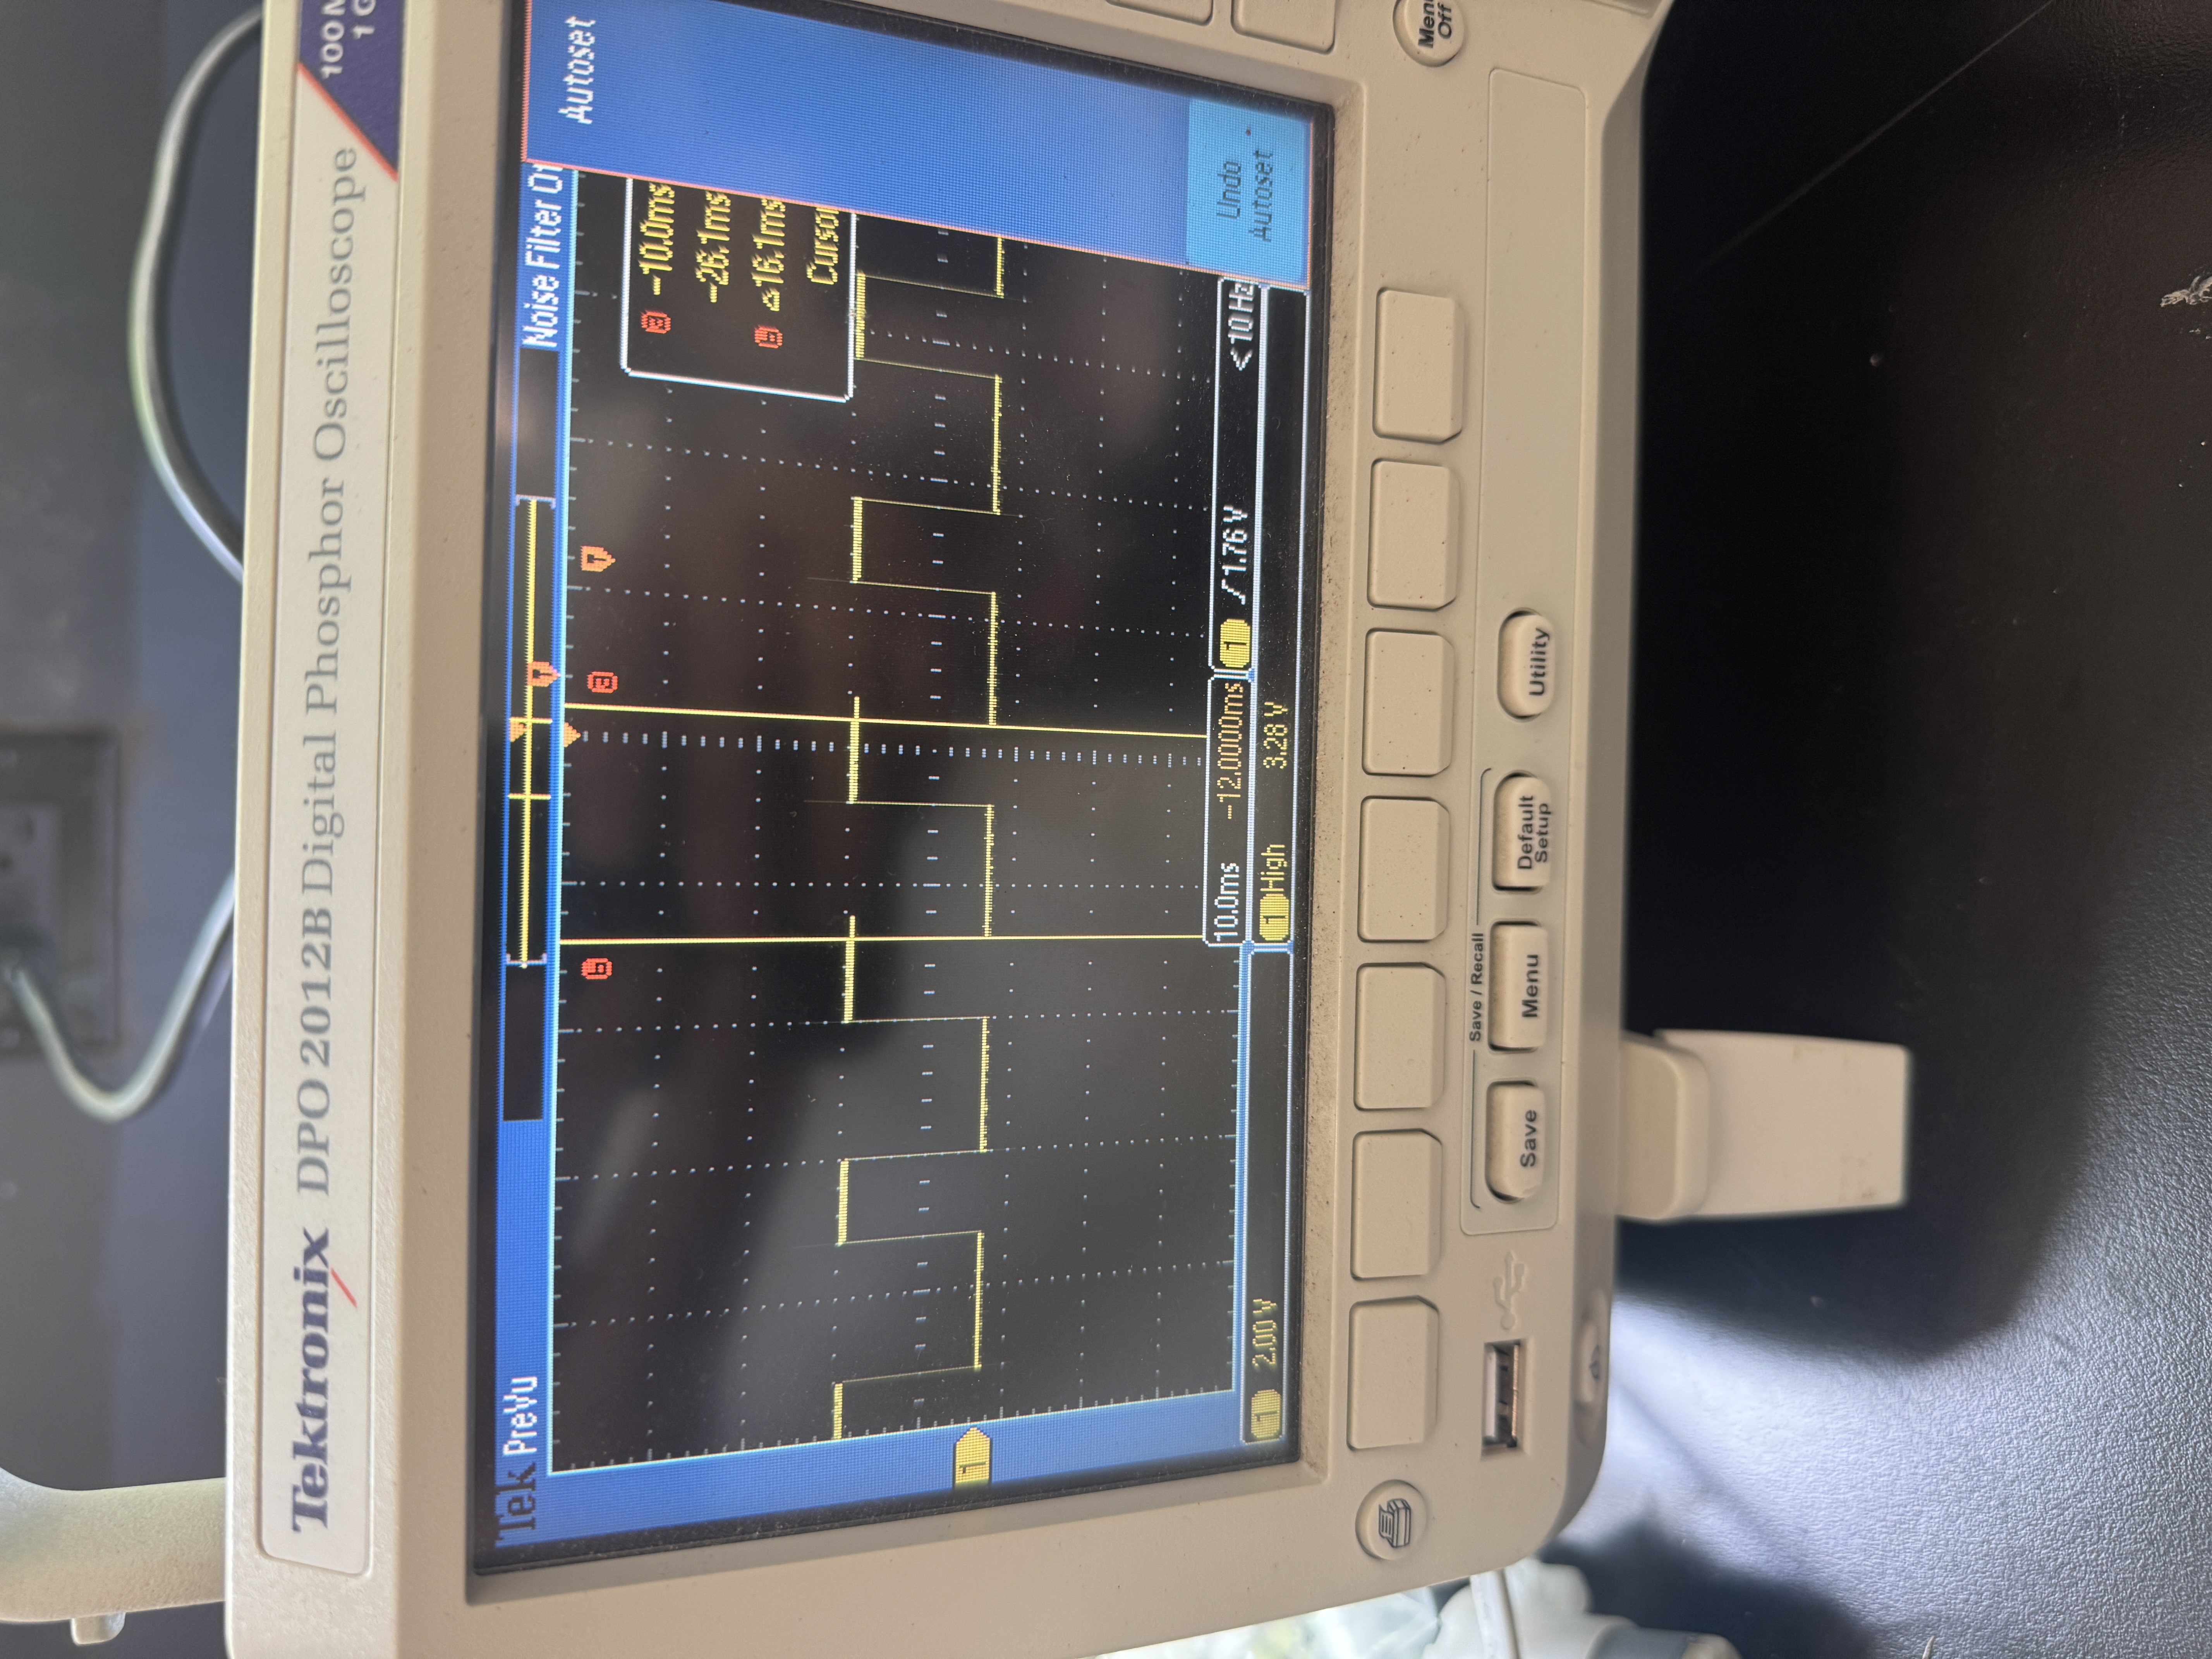 Tektronix DPO 2012B Digital Phosphor Oscilloscope
100 M
1 G
Tek PreVu
Noise Filter Of
Autoset
b
a
T
T
a -10.0ms
-26.1ms
b △16.1ms
Cursor
1
10.0ms -12.0000ms
1 ∫ 1.76 V <10 Hz
Undo
Autoset
1 2.00 V
1 High 3.28 V
Menu
Off
Save / Recall
Save
Menu
Default
Setup
Utility